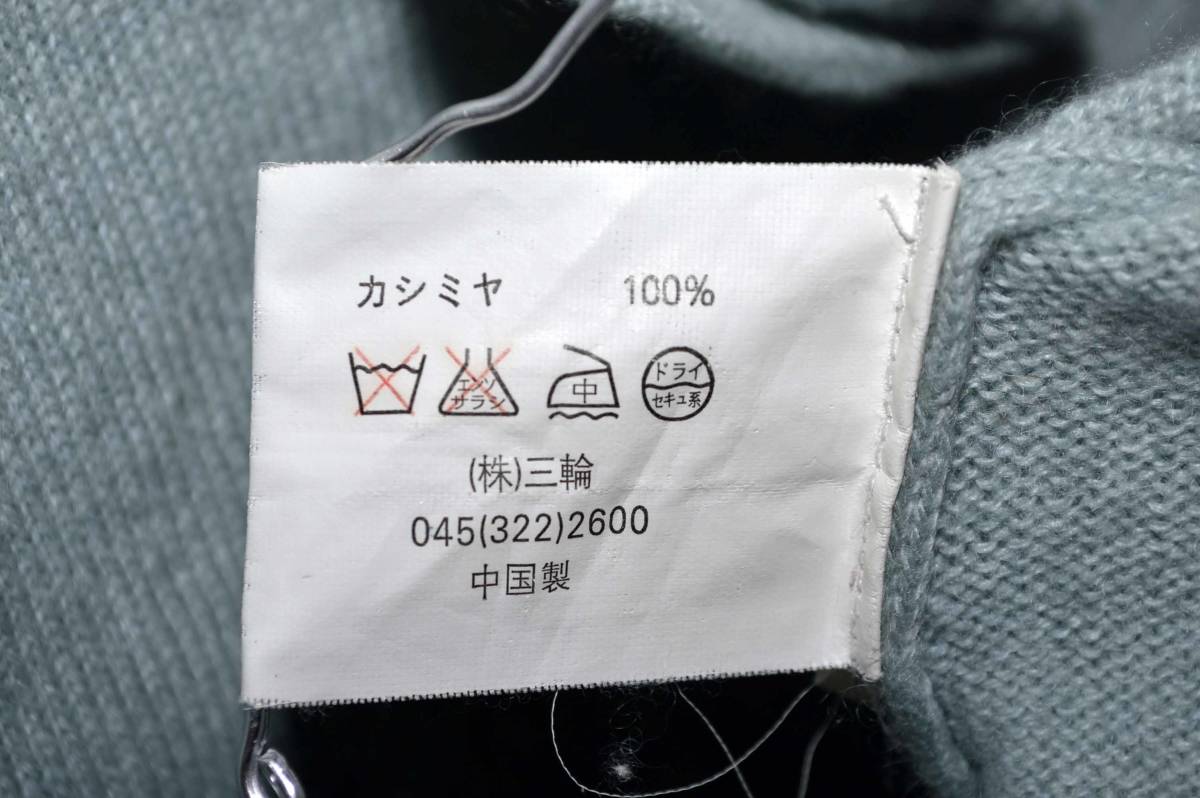 カシミヤ 100%
エンソ サラシ 中 ドライ セキユ系
(株)三輪
045(322)2600
中国製